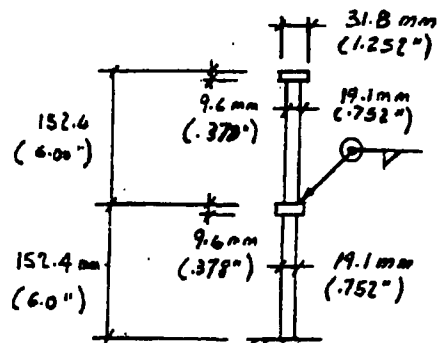 31.8 mm
(1.252")
9.6 mm
(.378")
19.1 mm
(.752")
152.4
(6.00")
9.6 mm
(.378")
152.4 mm
(6.0")
19.1 mm
(.752")